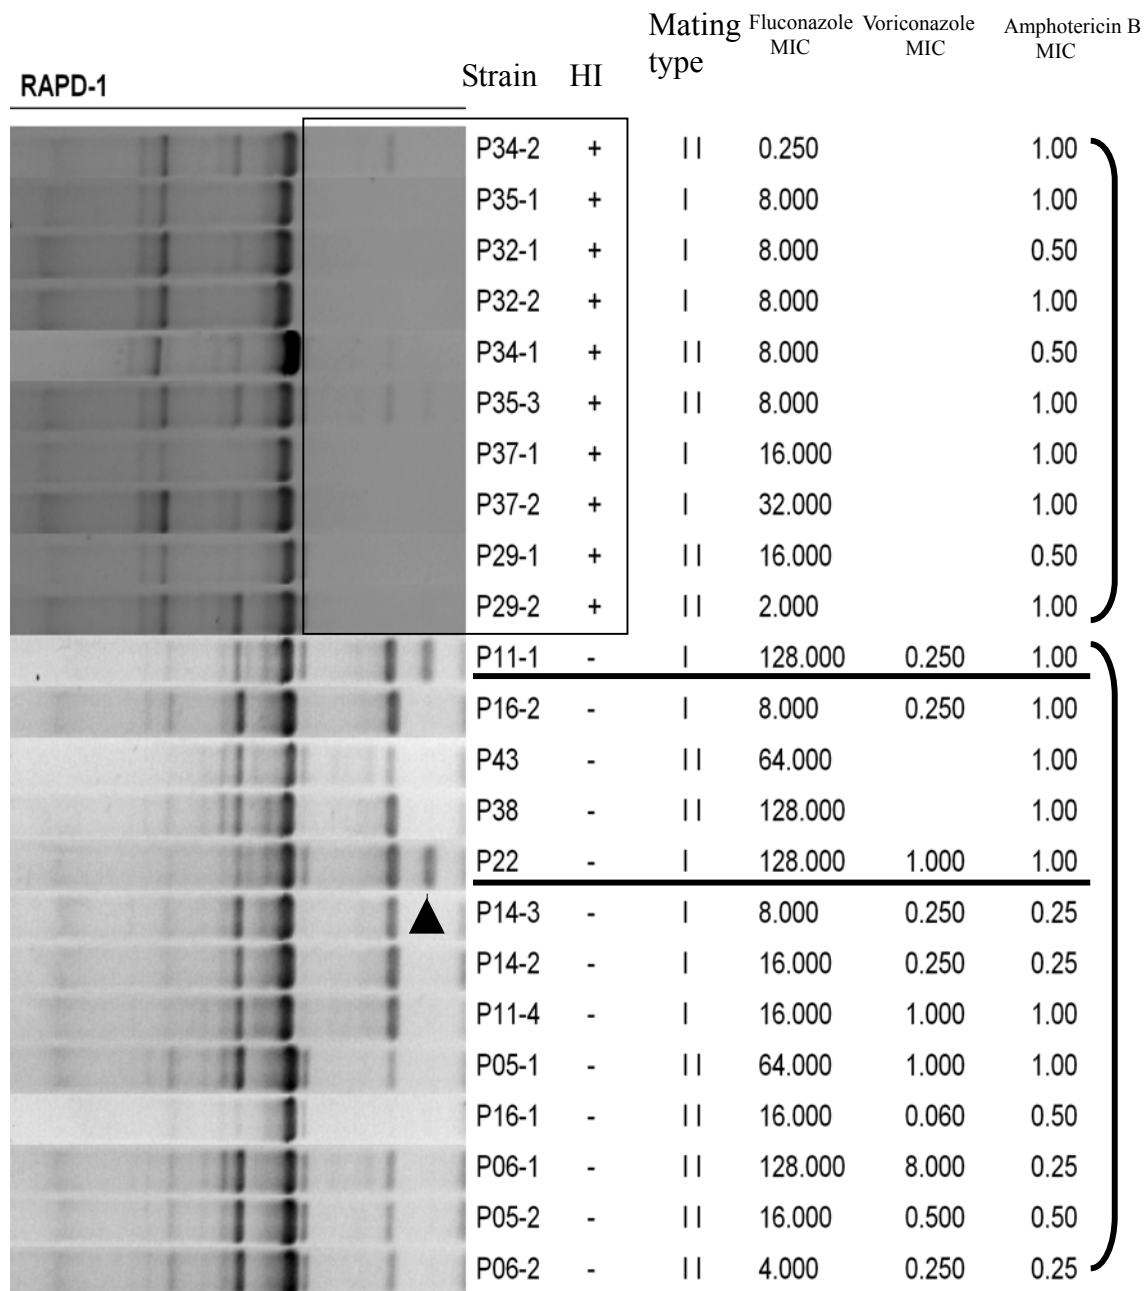 RAPD-1 Strain HI Mating type Fluconazole MIC Voriconazole MIC Amphotericin B MIC
P34-2 + II 0.250 1.00
P35-1 + I 8.000 1.00
P32-1 + I 8.000 0.50
P32-2 + I 8.000 1.00
P34-1 + II 8.000 0.50
P35-3 + II 8.000 1.00
P37-1 + I 16.000 1.00
P37-2 + I 32.000 1.00
P29-1 + II 16.000 0.50
P29-2 + II 2.000 1.00
P11-1 - I 128.000 0.250 1.00
P16-2 - I 8.000 0.250 1.00
P43 - II 64.000 1.00
P38 - II 128.000 1.00
P22 - I 128.000 1.000 1.00
P14-3 - I 8.000 0.250 0.25
P14-2 - I 16.000 0.250 0.25
P11-4 - I 16.000 1.000 1.00
P05-1 - II 64.000 1.000 1.00
P16-1 - II 16.000 0.060 0.50
P06-1 - II 128.000 8.000 0.25
P05-2 - II 16.000 0.500 0.50
P06-2 - II 4.000 0.250 0.25